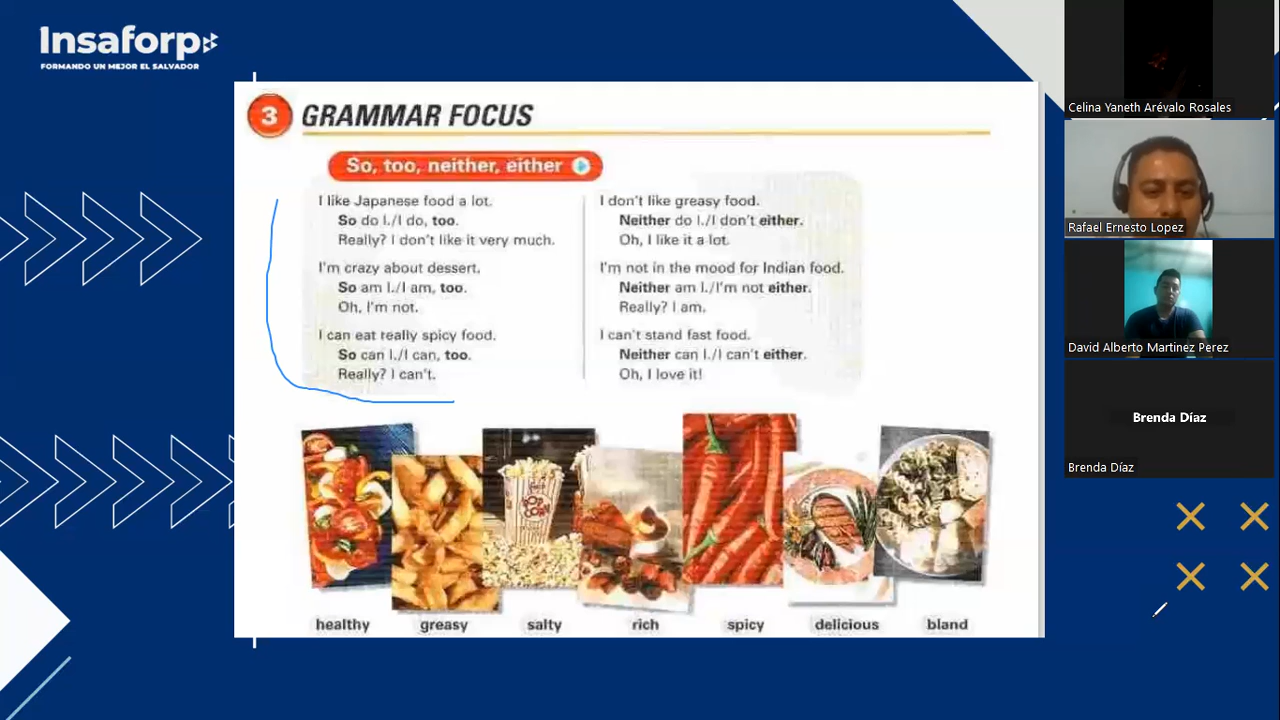 Insaforp
FORMANDO UN MEJOR EL SALVADOR
3 GRAMMAR FOCUS
So, too, neither, either
I like Japanese food a lot.
So do I./I do, too.
Really? I don't like it very much.
I'm crazy about dessert.
So am I./I am, too.
Oh, I'm not.
I can eat really spicy food.
So can I./I can, too.
Really? I can't.
I don't like greasy food.
Neither do I./I don't either.
Oh, I like it a lot.
I'm not in the mood for Indian food.
Neither am I./I'm not either.
Really? I am.
I can't stand fast food.
Neither can I./I can't either.
Oh, I love it!
POP
CORN
healthy
greasy
salty
rich
spicy
delicious
bland
Celina Yaneth Arévalo Rosales
Rafael Ernesto Lopez
David Alberto Martinez Perez
Brenda Díaz
Brenda Díaz